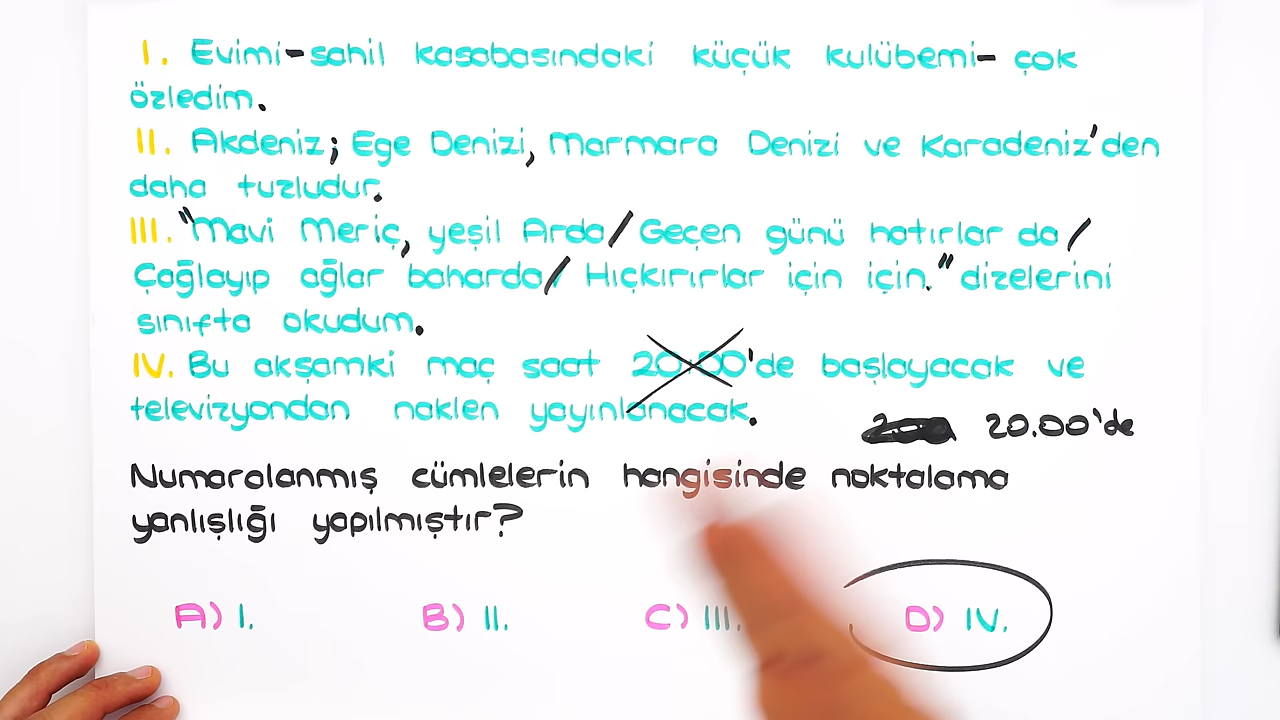 I. Evimi-sahil kasabasındaki küçük kulübemi- çok
özledim.
II. Akdeniz; Ege Denizi, Marmara Denizi ve Karadeniz'den
daha tuzludur.
III. "Mavi Meriç, yeşil Arda/ Geçen günü hatırlar da/
Çağlayıp ağlar baharda/ Hıçkırırlar için için." dizelerini
sınıfta okudum.
IV. Bu akşamki maç saat 20:00'de başlayacak ve
televizyondan naklen yayınlanacak.
20.00'de
Numaralanmış cümlelerin hangisinde noktalama
yanlışlığı yapılmıştır?
A) I. B) II. C) III. D) IV.